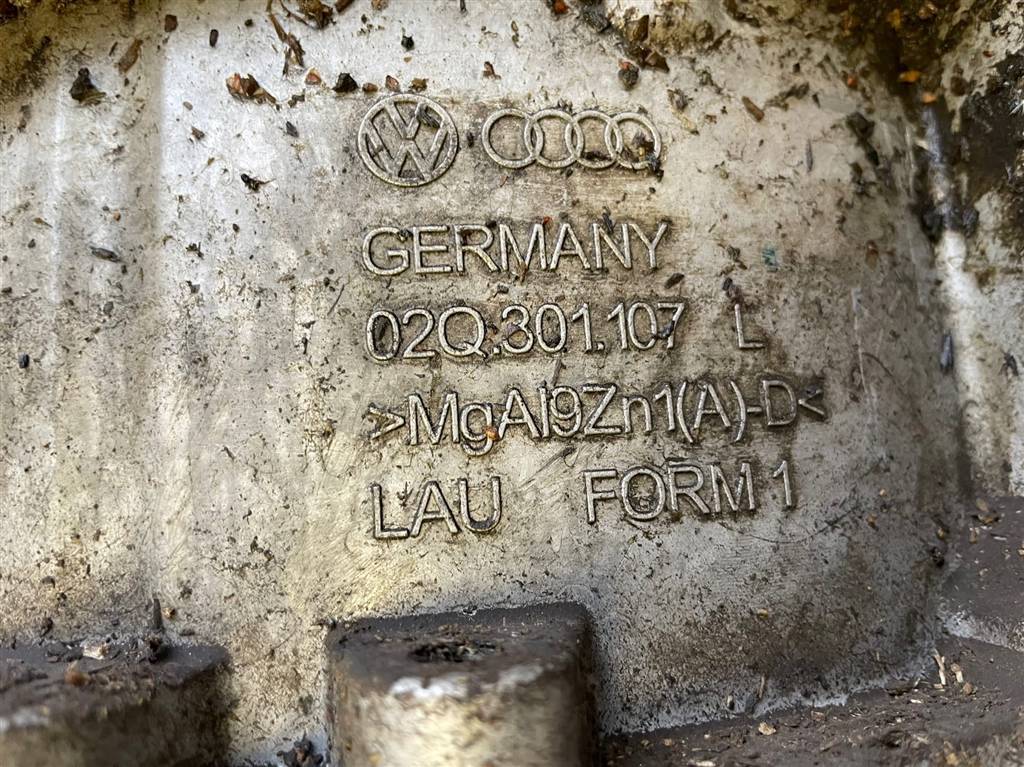 GERMANY
02Q.301.107 L
>MgAl9Zn1(A)-D<
LAU FORM 1